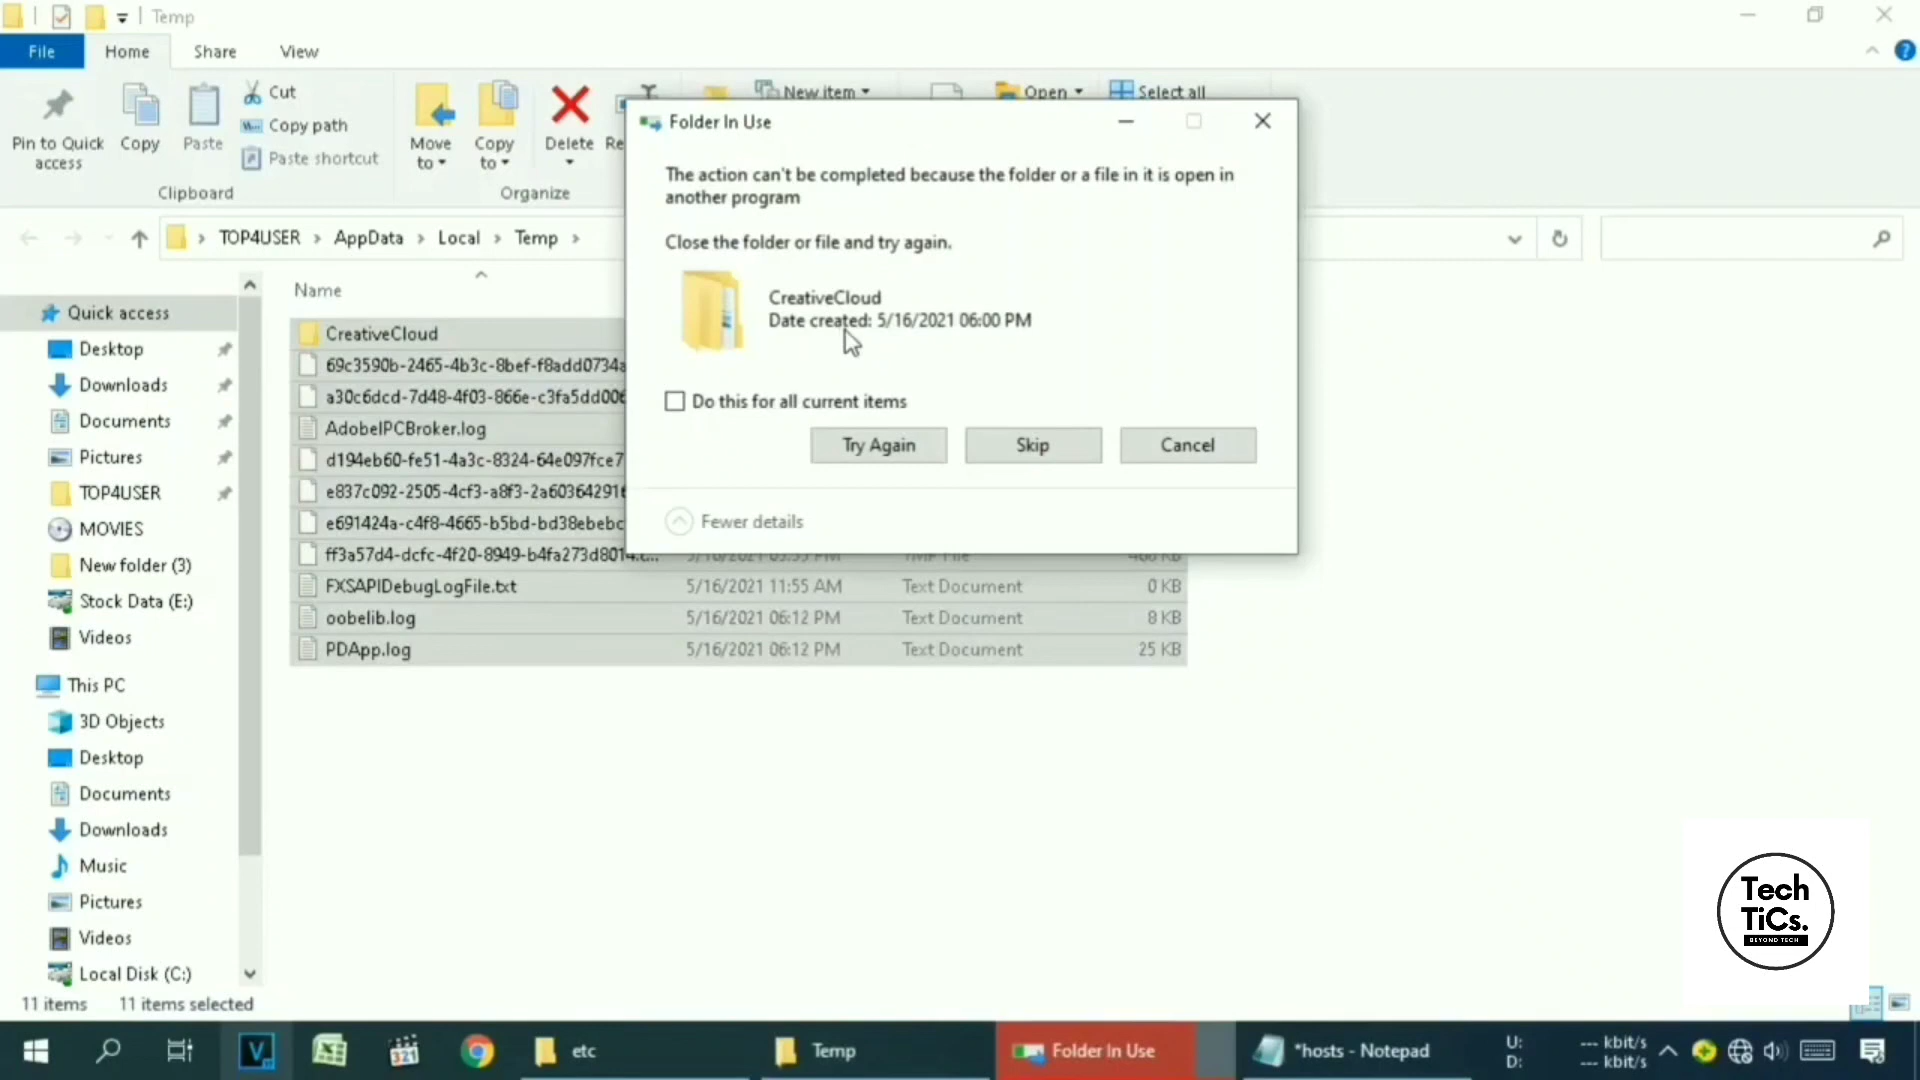 Temp
File
Home
Share
View
Pin to Quick
access
Copy
Paste
Cut
Copy path
Paste shortcut
Clipboard
Move
to
Copy
to
Delete
Re
Organize
New item
Open
Select all
TOP4USER
AppData
Local
Temp
Folder In Use
The action can't be completed because the folder or a file in it is open in
another program
Close the folder or file and try again.
CreativeCloud
Date created: 5/16/2021 06:00 PM
Do this for all current items
Try Again
Skip
Cancel
Fewer details
Name
CreativeCloud
69c3590b-2465-4b3c-8bef-f8add0734a
a30c6dcd-7d48-4f03-866e-c3fa5dd006
AdobeIPCBroker.log
d194eb60-fe51-4a3c-8324-64e097fce7
e837c092-2505-4cf3-a8f3-2a60364291
e691424a-c4f8-4665-b5bd-bd38ebebc
ff3a57d4-dcfc-4f20-8949-b4fa273d8014.t...
FXSAPIDebugLogFile.txt 5/16/2021 11:55 AM Text Document 0 KB
oobelib.log 5/16/2021 06:12 PM Text Document 8 KB
PDApp.log 5/16/2021 06:12 PM Text Document 25 KB
Quick access
Desktop
Downloads
Documents
Pictures
TOP4USER
MOVIES
New folder (3)
Stock Data (E:)
Videos
This PC
3D Objects
Desktop
Documents
Downloads
Music
Pictures
Videos
Local Disk (C:)
11 items 11 items selected
Tech
TiCs.
BEYOND TECH
etc
Temp
Folder In Use
*hosts - Notepad
U: --- kbit/s
D: --- kbit/s